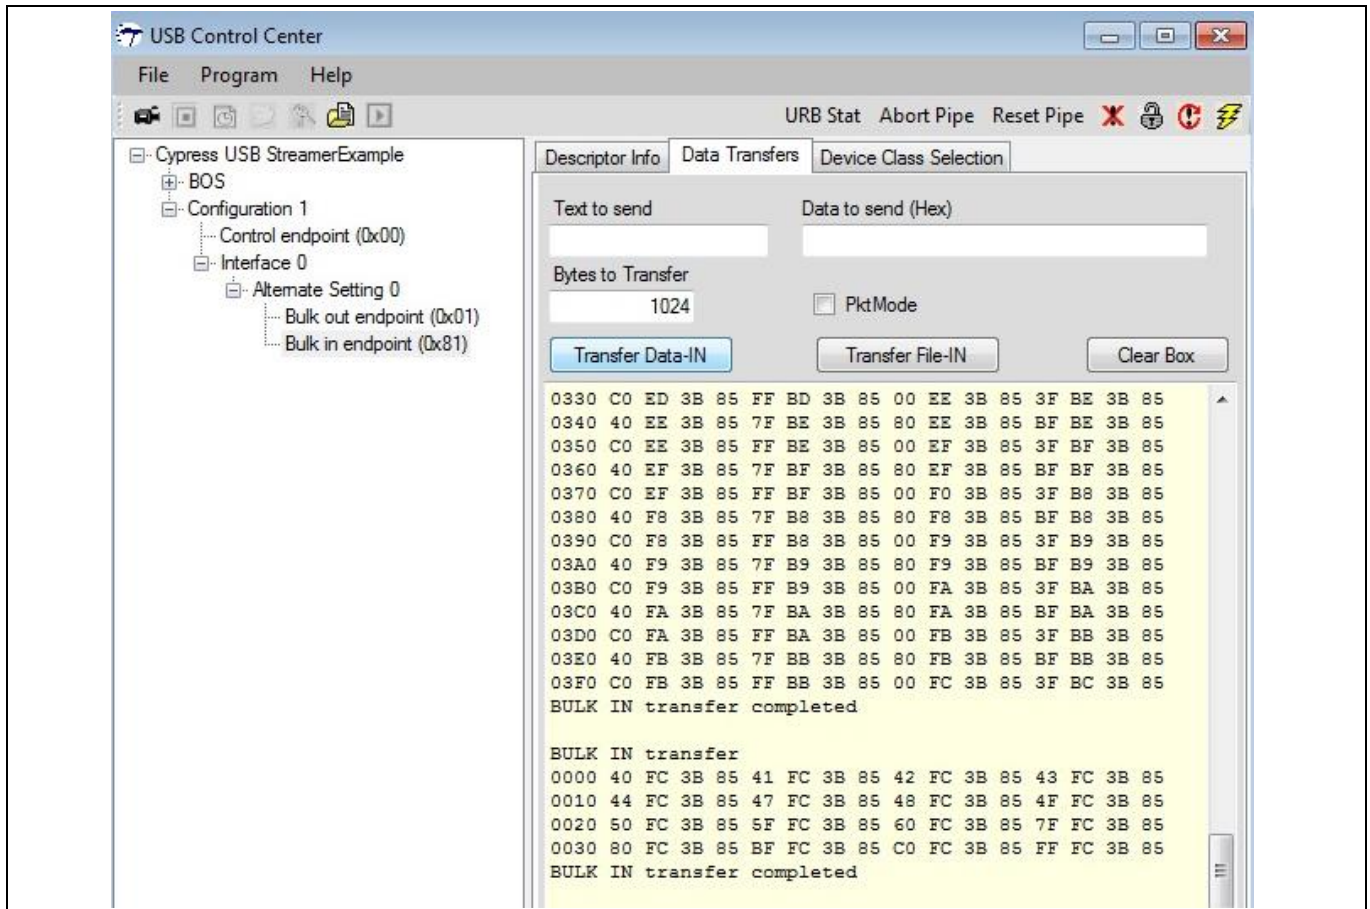 USB Control Center
File Program Help
URB Stat Abort Pipe Reset Pipe
Cypress USB StreamerExample
BOS
Configuration 1
Control endpoint (0x00)
Interface 0
Alternate Setting 0
Bulk out endpoint (0x01)
Bulk in endpoint (0x81)
Descriptor Info Data Transfers Device Class Selection
Text to send Data to send (Hex)
Bytes to Transfer
1024 PktMode
Transfer Data-IN Transfer File-IN Clear Box
0330 C0 ED 3B 85 FF BD 3B 85 00 EE 3B 85 3F BE 3B 85
0340 40 EE 3B 85 7F BE 3B 85 80 EE 3B 85 BF BE 3B 85
0350 C0 EE 3B 85 FF BE 3B 85 00 EF 3B 85 3F BF 3B 85
0360 40 EF 3B 85 7F BF 3B 85 80 EF 3B 85 BF BF 3B 85
0370 C0 EF 3B 85 FF BF 3B 85 00 F0 3B 85 3F B8 3B 85
0380 40 F8 3B 85 7F B8 3B 85 80 F8 3B 85 BF B8 3B 85
0390 C0 F8 3B 85 FF B8 3B 85 00 F9 3B 85 3F B9 3B 85
03A0 40 F9 3B 85 7F B9 3B 85 80 F9 3B 85 BF B9 3B 85
03B0 C0 F9 3B 85 FF B9 3B 85 00 FA 3B 85 3F BA 3B 85
03C0 40 FA 3B 85 7F BA 3B 85 80 FA 3B 85 BF BA 3B 85
03D0 C0 FA 3B 85 FF BA 3B 85 00 FB 3B 85 3F BB 3B 85
03E0 40 FB 3B 85 7F BB 3B 85 80 FB 3B 85 BF BB 3B 85
03F0 C0 FB 3B 85 FF BB 3B 85 00 FC 3B 85 3F BC 3B 85
BULK IN transfer completed
BULK IN transfer
0000 40 FC 3B 85 41 FC 3B 85 42 FC 3B 85 43 FC 3B 85
0010 44 FC 3B 85 47 FC 3B 85 48 FC 3B 85 4F FC 3B 85
0020 50 FC 3B 85 5F FC 3B 85 60 FC 3B 85 7F FC 3B 85
0030 80 FC 3B 85 BF FC 3B 85 C0 FC 3B 85 FF FC 3B 85
BULK IN transfer completed